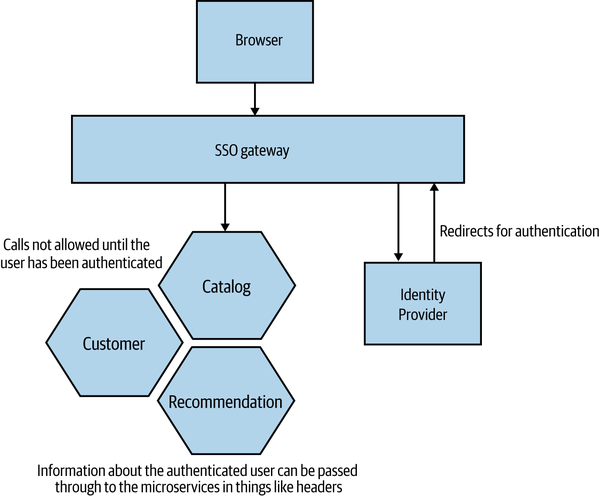 Browser
SSO gateway
Redirects for authentication
Calls not allowed until the
user has been authenticated
Catalog
Identity
Provider
Customer
Recommendation
Information about the authenticated user can be passed
through to the microservices in things like headers